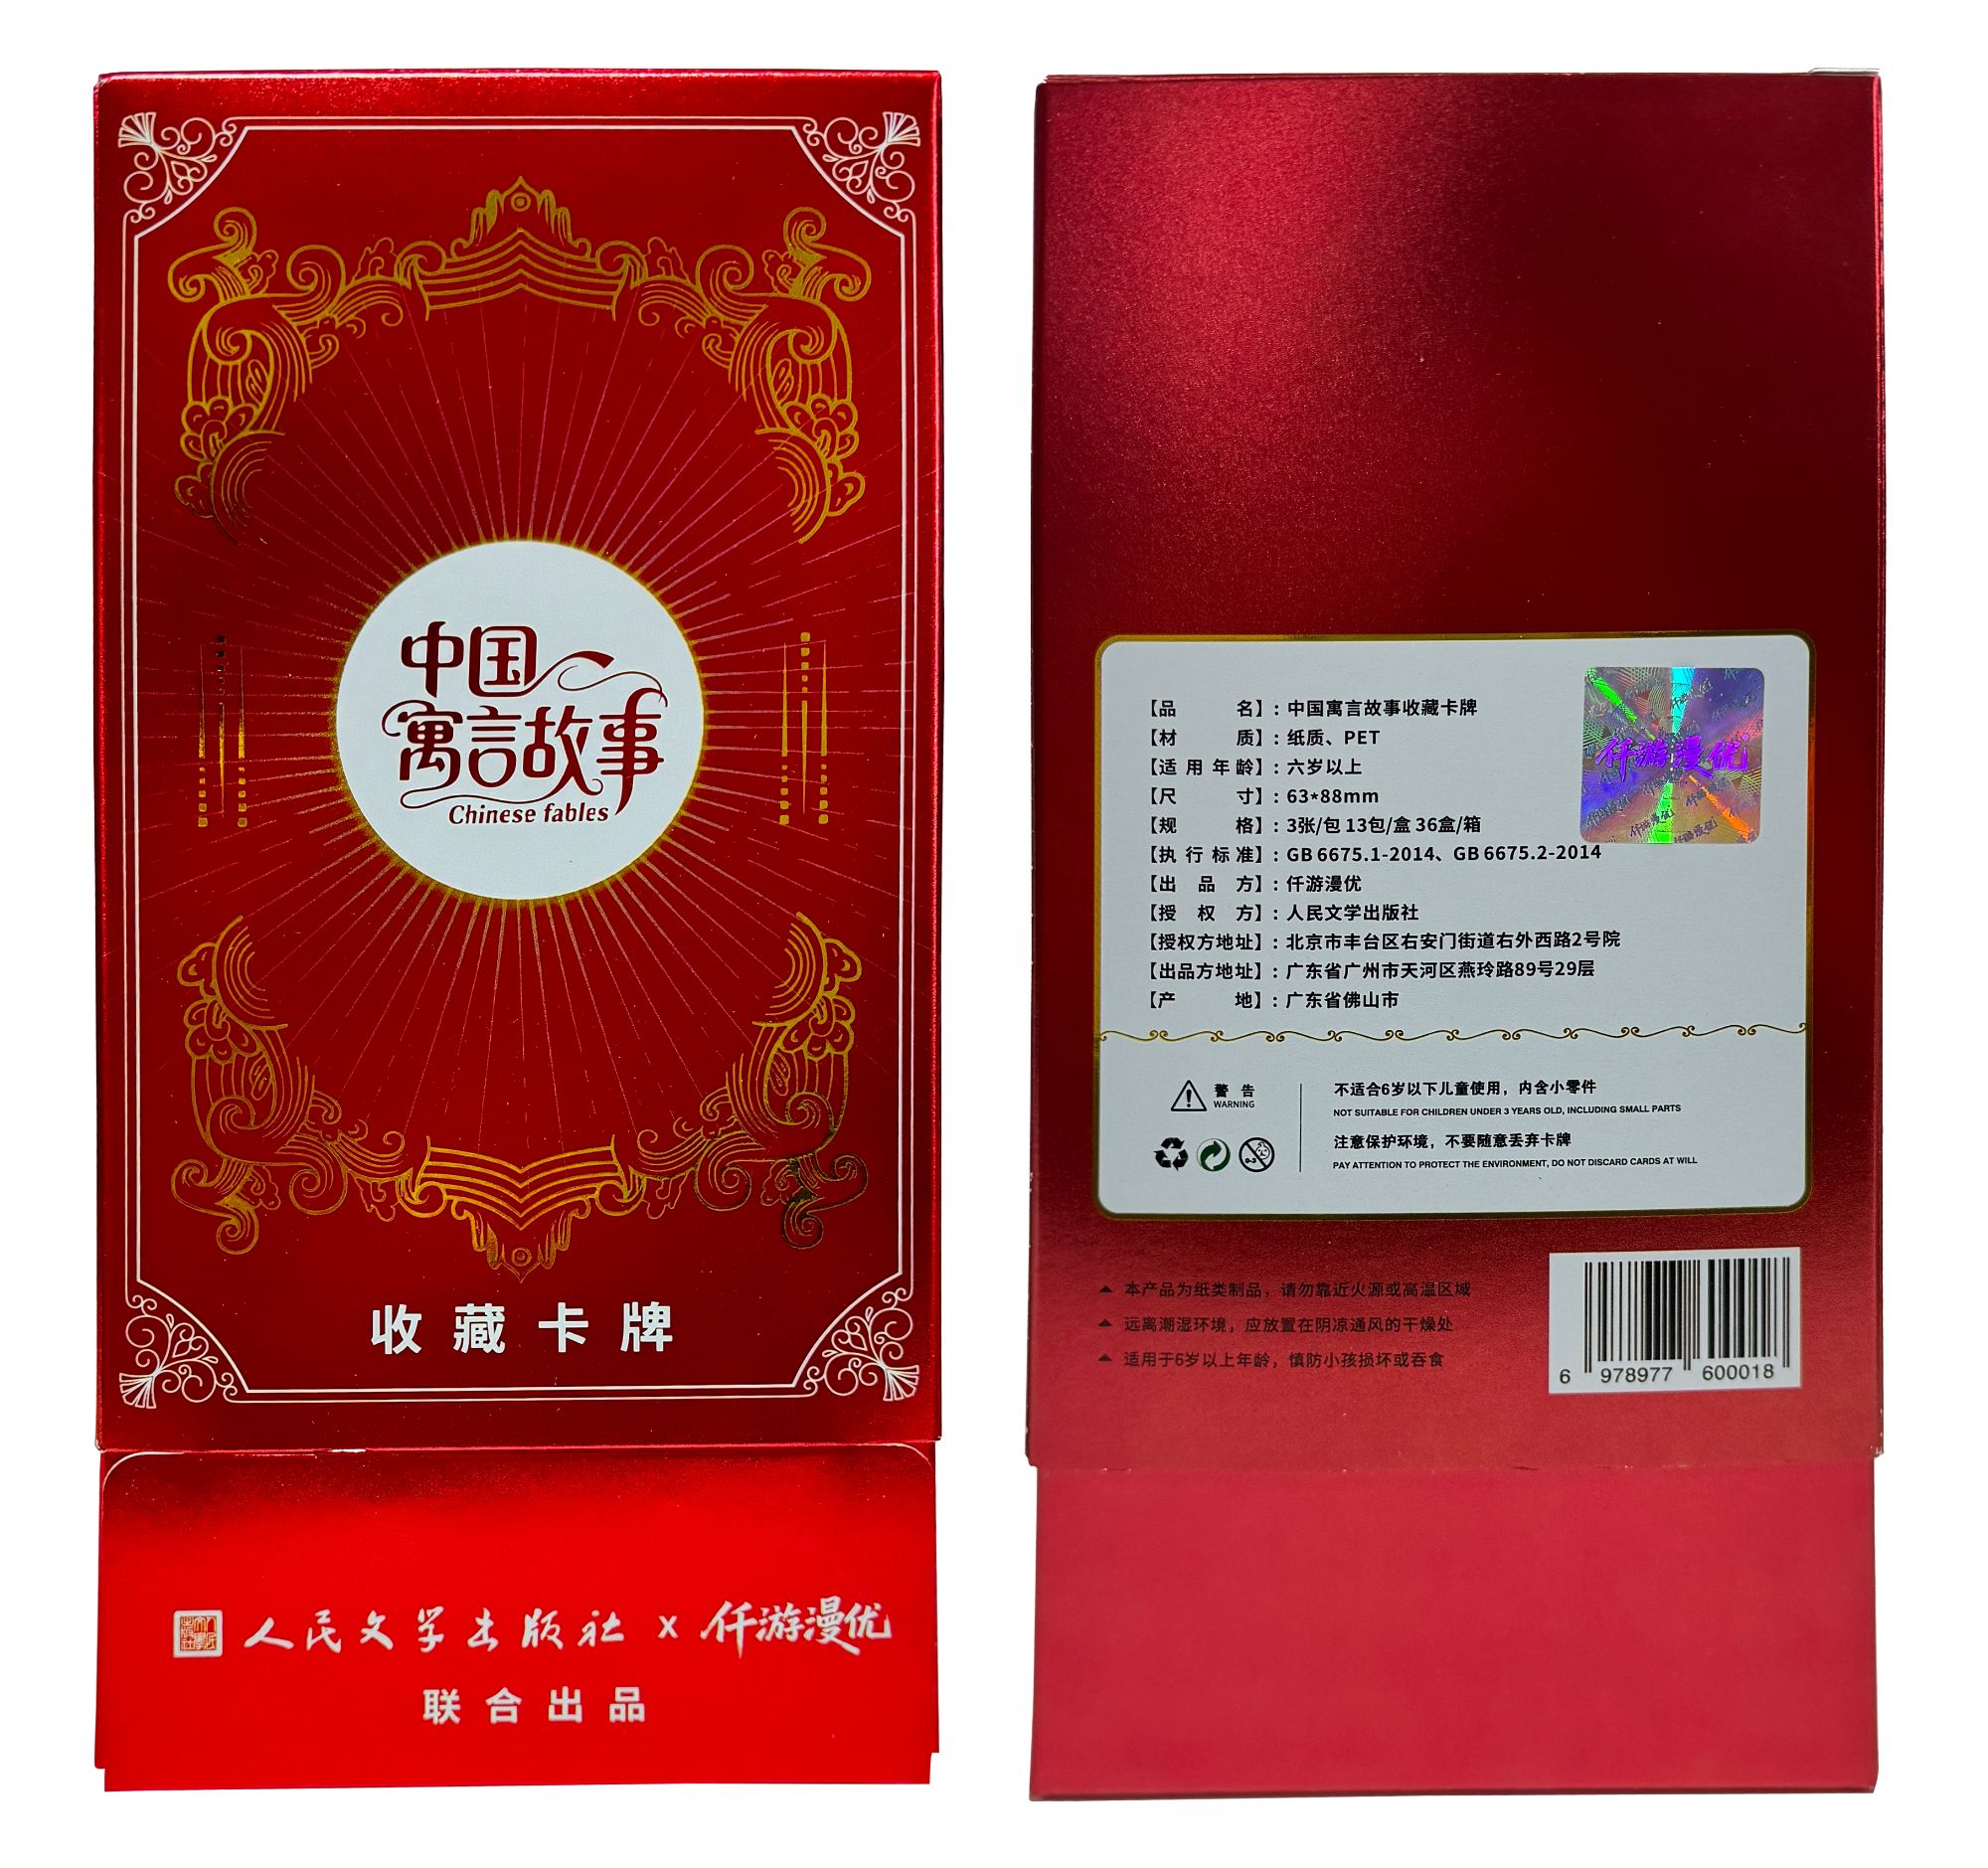 中国
寓言故事
Chinese fables
收藏卡牌
人民文学出版社 x 仟游漫优
联合出品
【品名】：中国寓言故事收藏卡牌
【材质】：纸质、PET
【适用年龄】：六岁以上
【尺寸】：63*88mm
【规格】：3张/包 13包/盒 36盒/箱
【执行标准】：GB 6675.1-2014、GB 6675.2-2014
【出品方】：仟游漫优
【授权方】：人民文学出版社
【授权方地址】：北京市丰台区右安门街道右外西路2号院
【出品方地址】：广东省广州市天河区燕玲路89号29层
【产地】：广东省佛山市
仟游漫优
警告
WARNING
0-3
不适合6岁以下儿童使用，内含小零件
NOT SUITABLE FOR CHILDREN UNDER 3 YEARS OLD, INCLUDING SMALL PARTS
注意保护环境，不要随意丢弃卡牌
PAY ATTENTION TO PROTECT THE ENVIRONMENT, DO NOT DISCARD CARDS AT WILL
本产品为纸类制品，请勿靠近火源或高温区域
远离潮湿环境，应放置在阴凉通风的干燥处
适用于6岁以上年龄，慎防小孩损坏或吞食
6 978977 600018